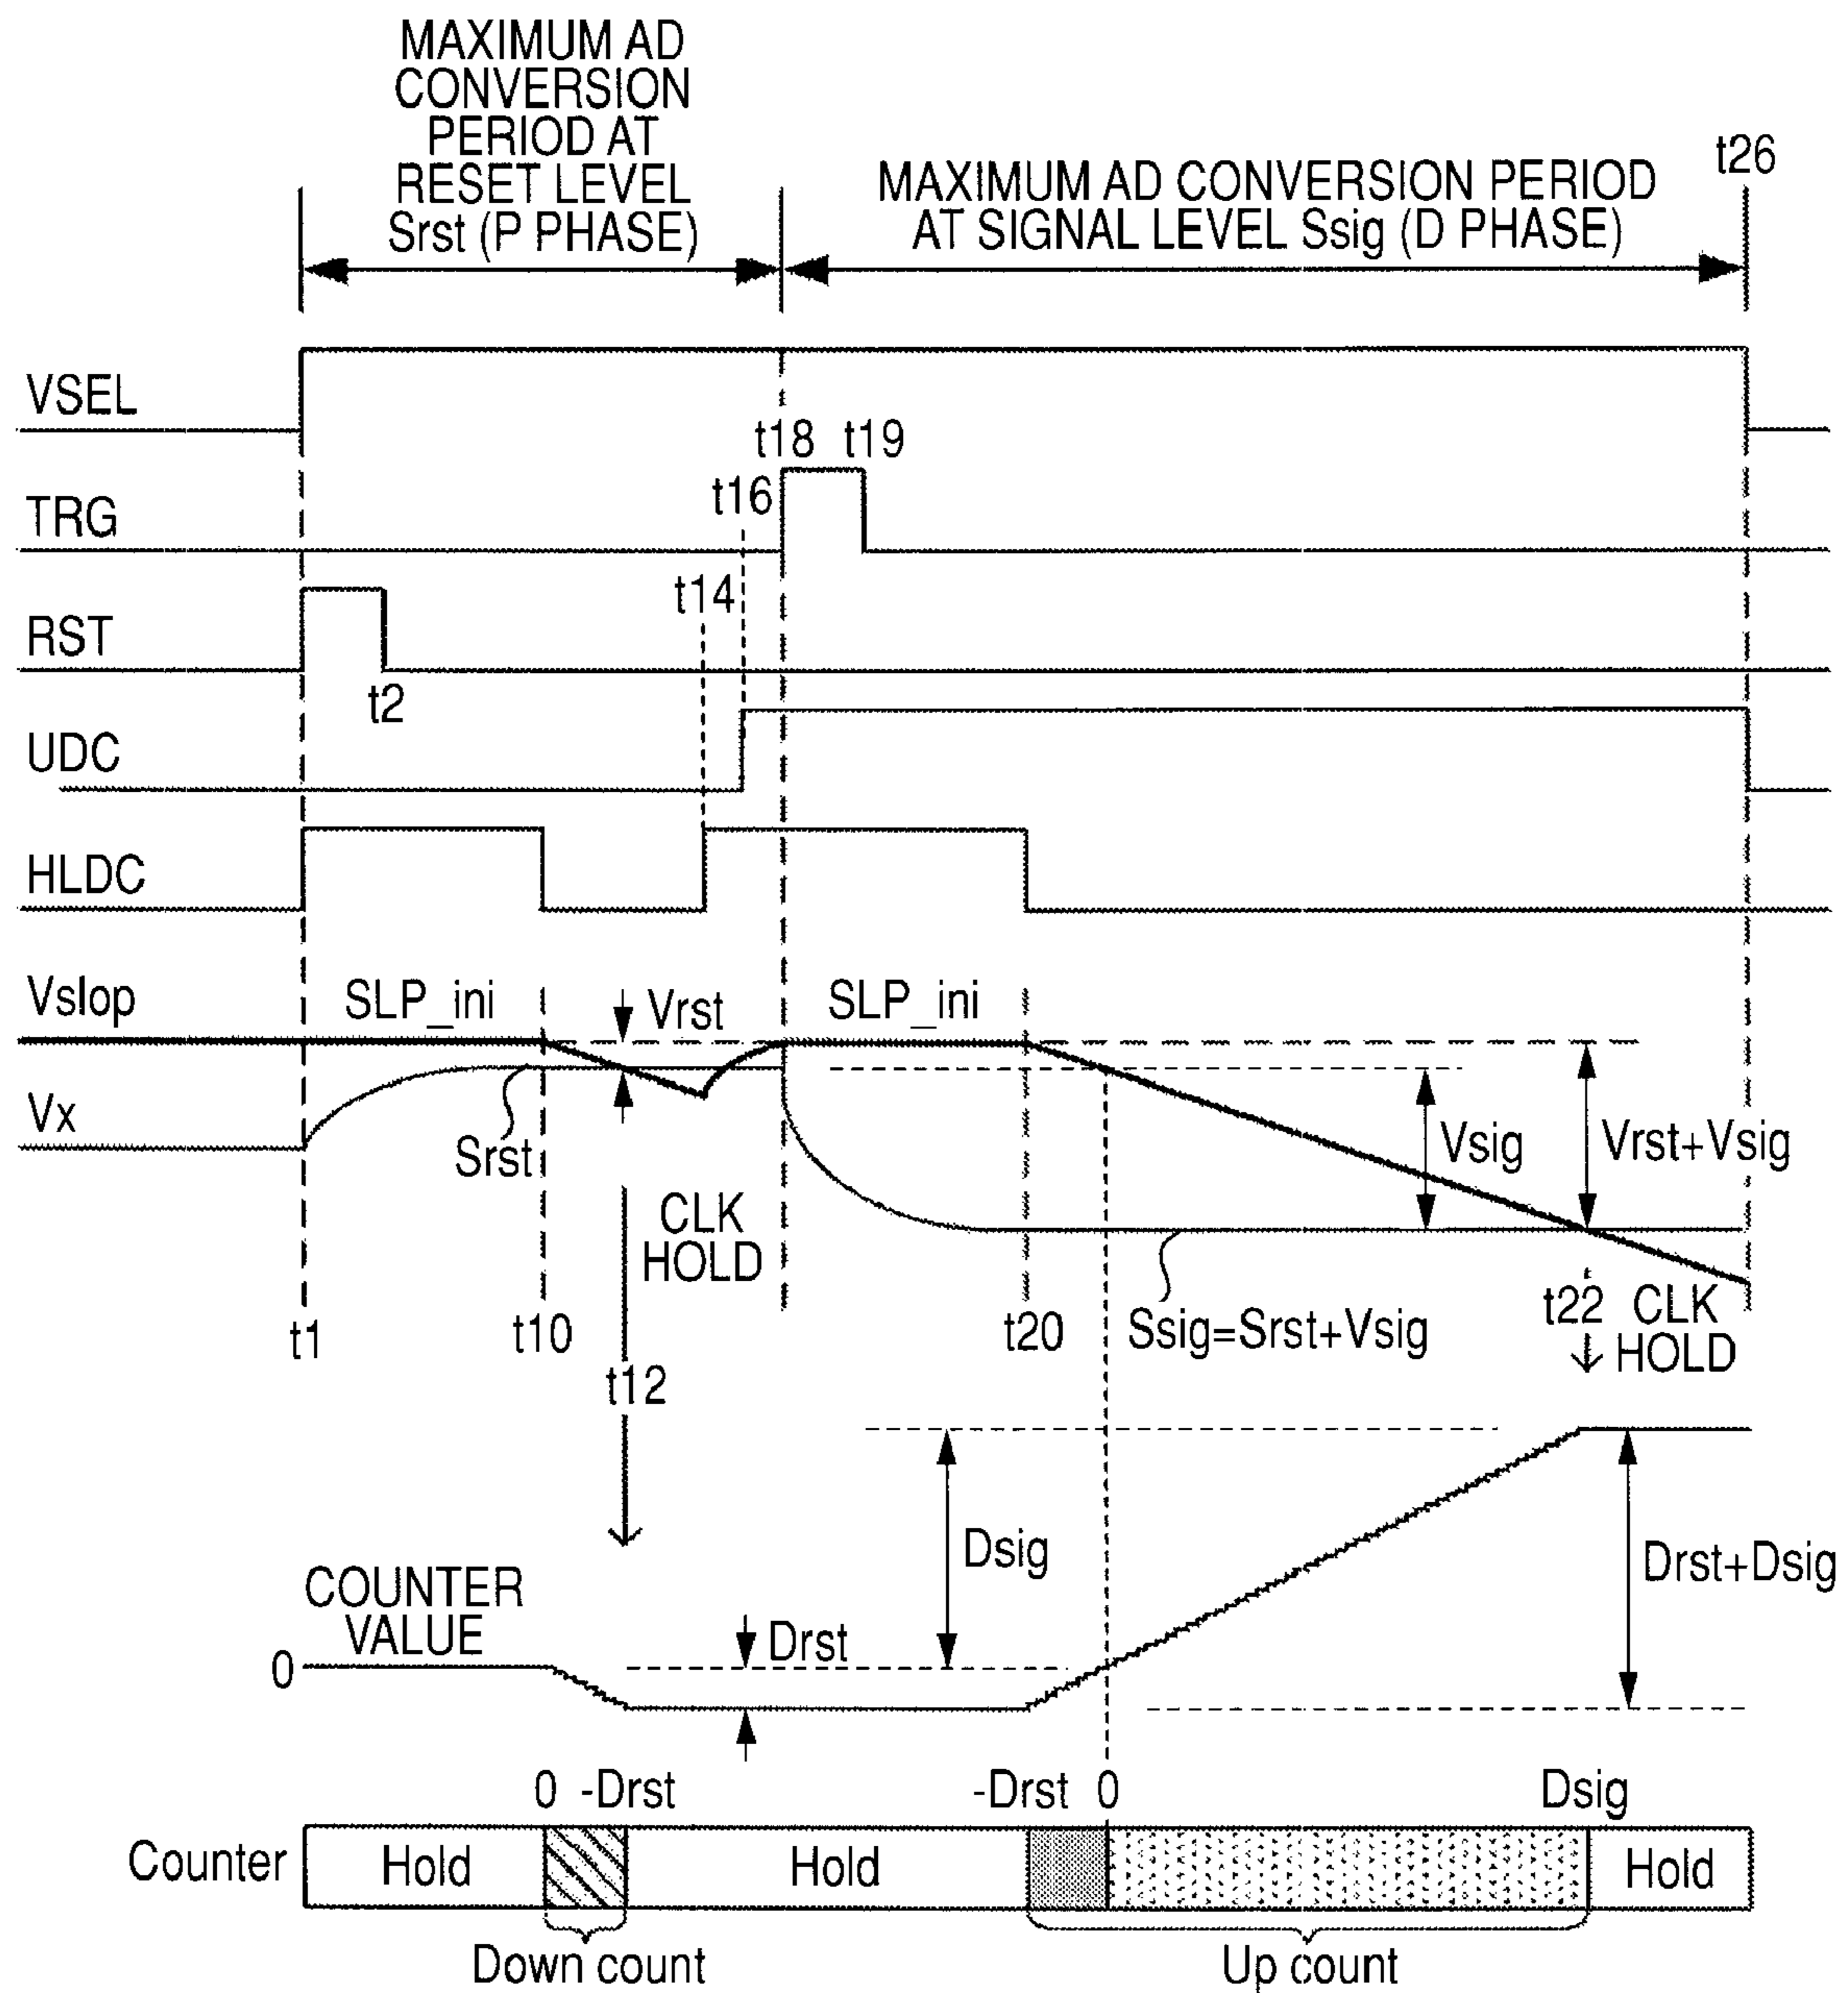 MAXIMUM AD
CONVERSION
PERIOD AT
RESET LEVEL
Srst (P PHASE)
MAXIMUM AD CONVERSION PERIOD
AT SIGNAL LEVEL Ssig (D PHASE)
t26
VSEL
t18 t19
t16
TRG
t14
RST
t2
UDC
HLDC
Vslop
SLP_ini
Vrst
SLP_ini
Vx
Srst
Vsig
Vrst+Vsig
CLK
HOLD
t1
t10
t12
t20
Ssig=Srst+Vsig
t22 CLK
HOLD
Dsig
Drst+Dsig
COUNTER
VALUE
Drst
0
0 -Drst
-Drst 0
Dsig
Counter
Hold
Hold
Hold
Down count
Up count